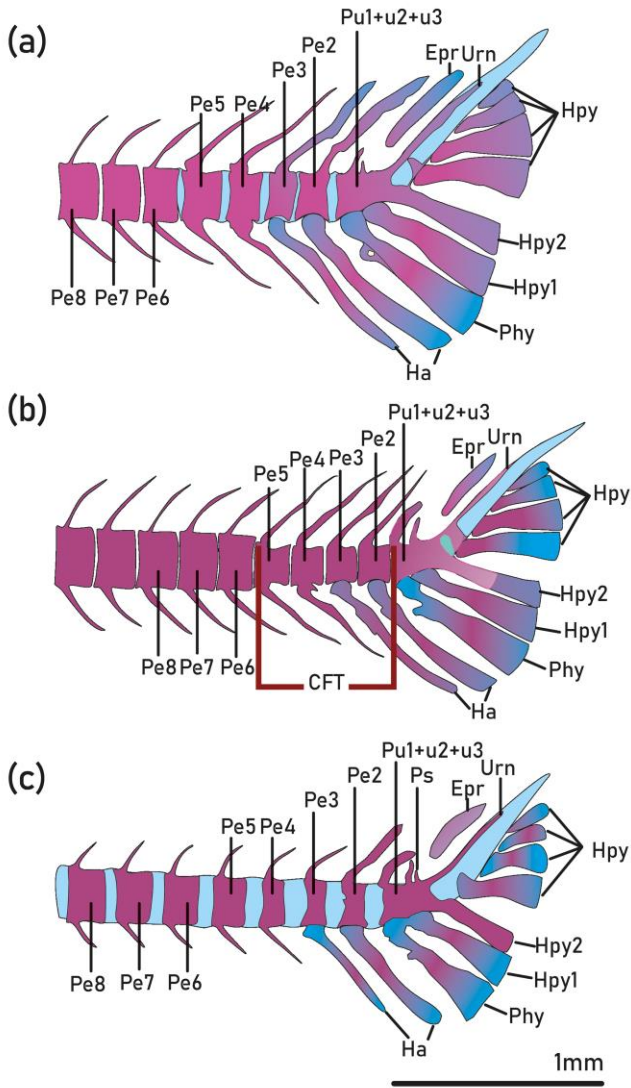 (a)
Pu1+u2+u3
Pe2
Epr Urn
Pe3
Pe5 Pe4
Hpy
Hpy2
Hpy1
Pe8 Pe7 Pe6
Phy
Ha
(b)
Pu1+u2+u3
Pe2
Epr Urn
Pe3
Pe4
Pe5
Hpy
Hpy2
Hpy1
Pe8 Pe7 Pe6
Phy
CFT
Ha
(c)
Pu1+u2+u3
Ps
Urn
Epr
Pe2
Pe3
Pe5 Pe4
Hpy
Hpy2
Hpy1
Pe8 Pe7 Pe6
Phy
Ha
1mm